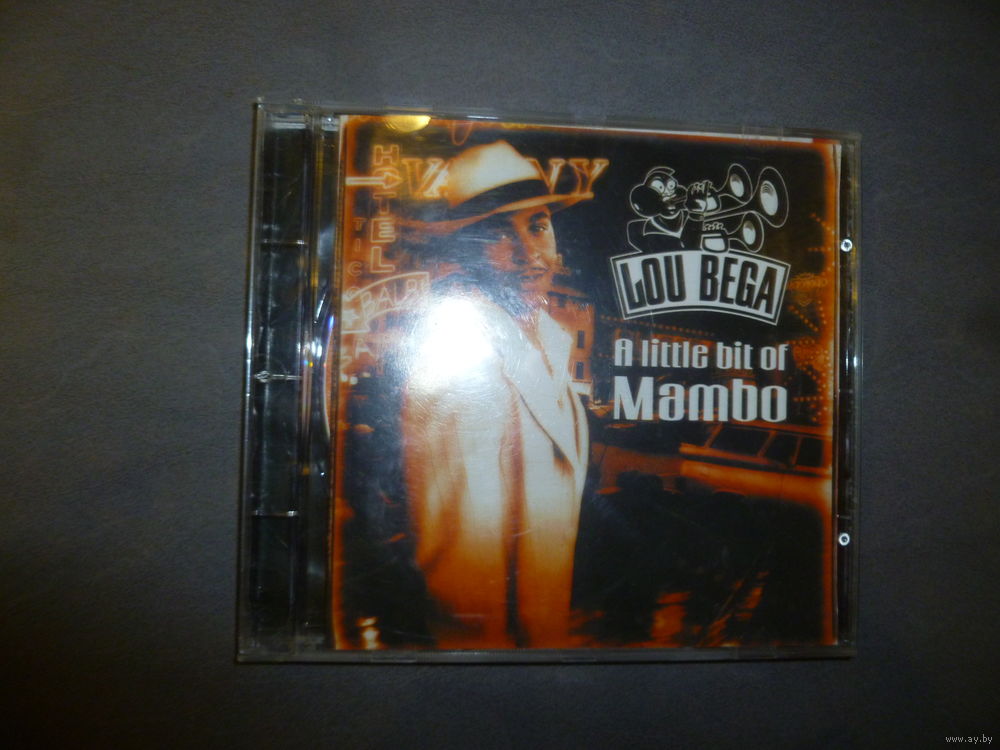 HOTEL
LOU BEGA
A little bit of
Mambo
www.ay.by